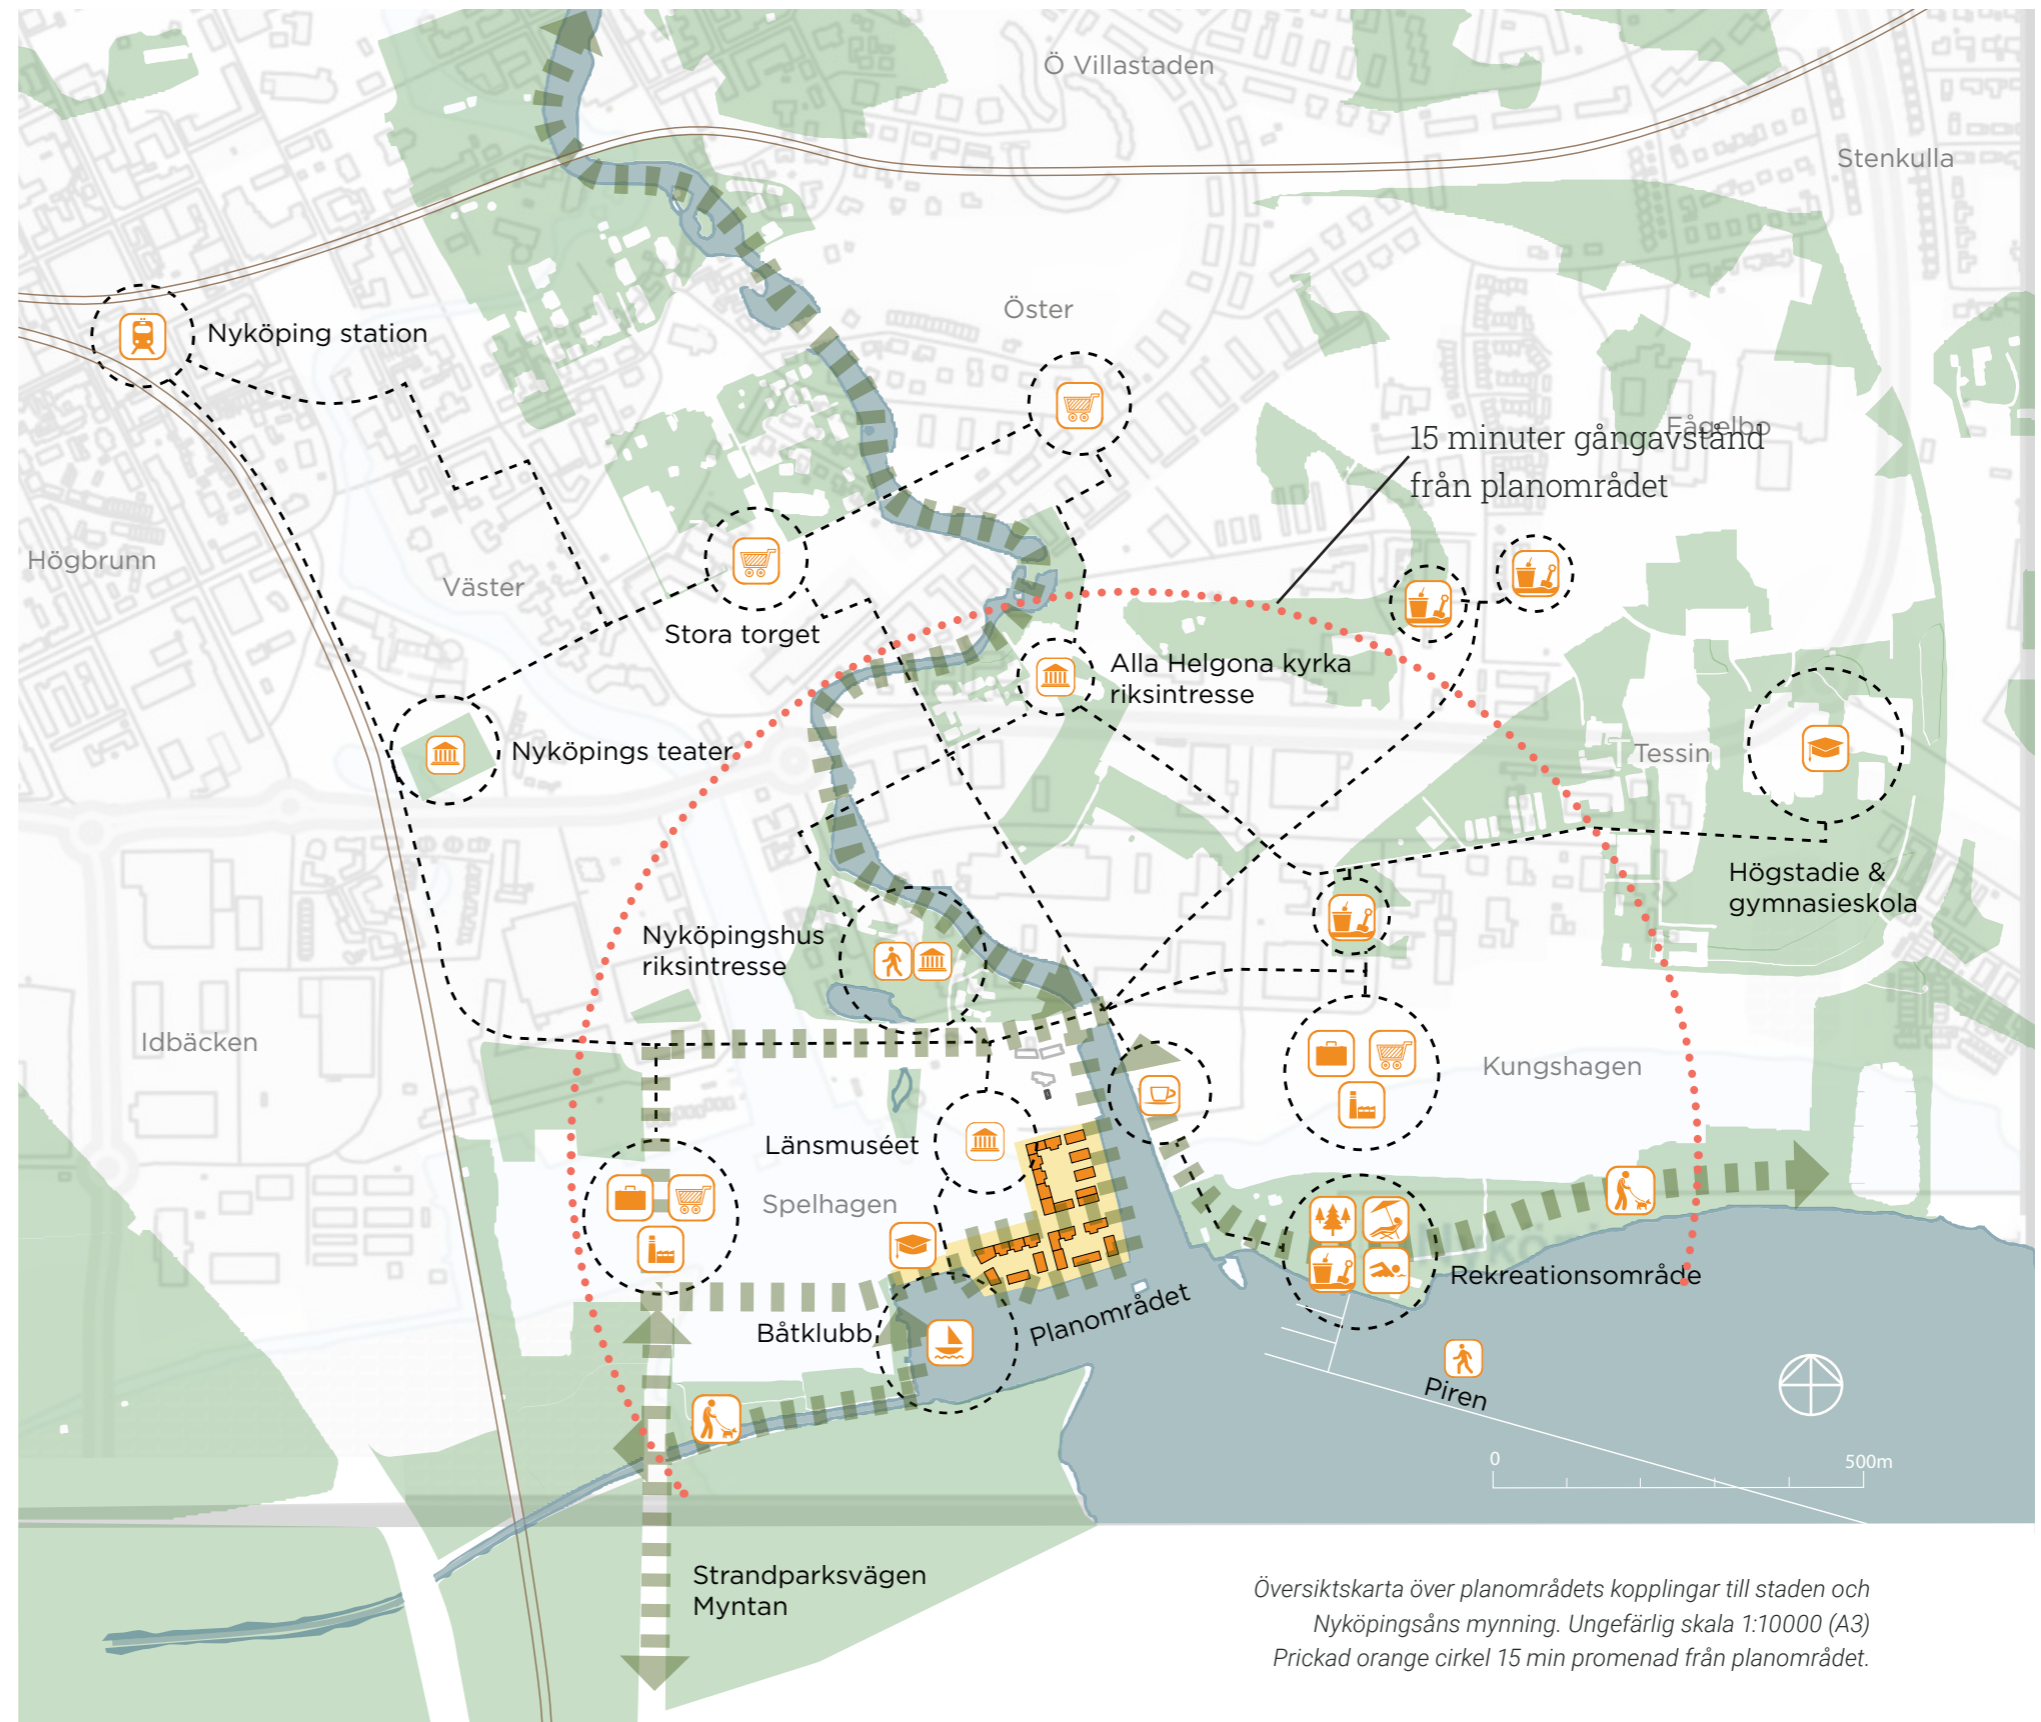 Ö Villastaden
Stenkulla
Öster
Nyköping station
Fågelbo
15 minuter gångavstånd
från planområdet
Högbrunn
Väster
Stora torget
Alla Helgona kyrka
riksintresse
Nyköpings teater
Tessin
Högstadie &
gymnasieskola
Nyköpingshus
riksintresse
Idbäcken
Kungshagen
Länsmuséet
Spelhagen
Rekreationsområde
Båtklubb
Planområdet
Piren
0
500m
Strandparksvägen
Myntan
Översiktskarta över planområdets kopplingar till staden och
Nyköpingsåns mynning. Ungefärlig skala 1:10000 (A3)
Prickad orange cirkel 15 min promenad från planområdet.